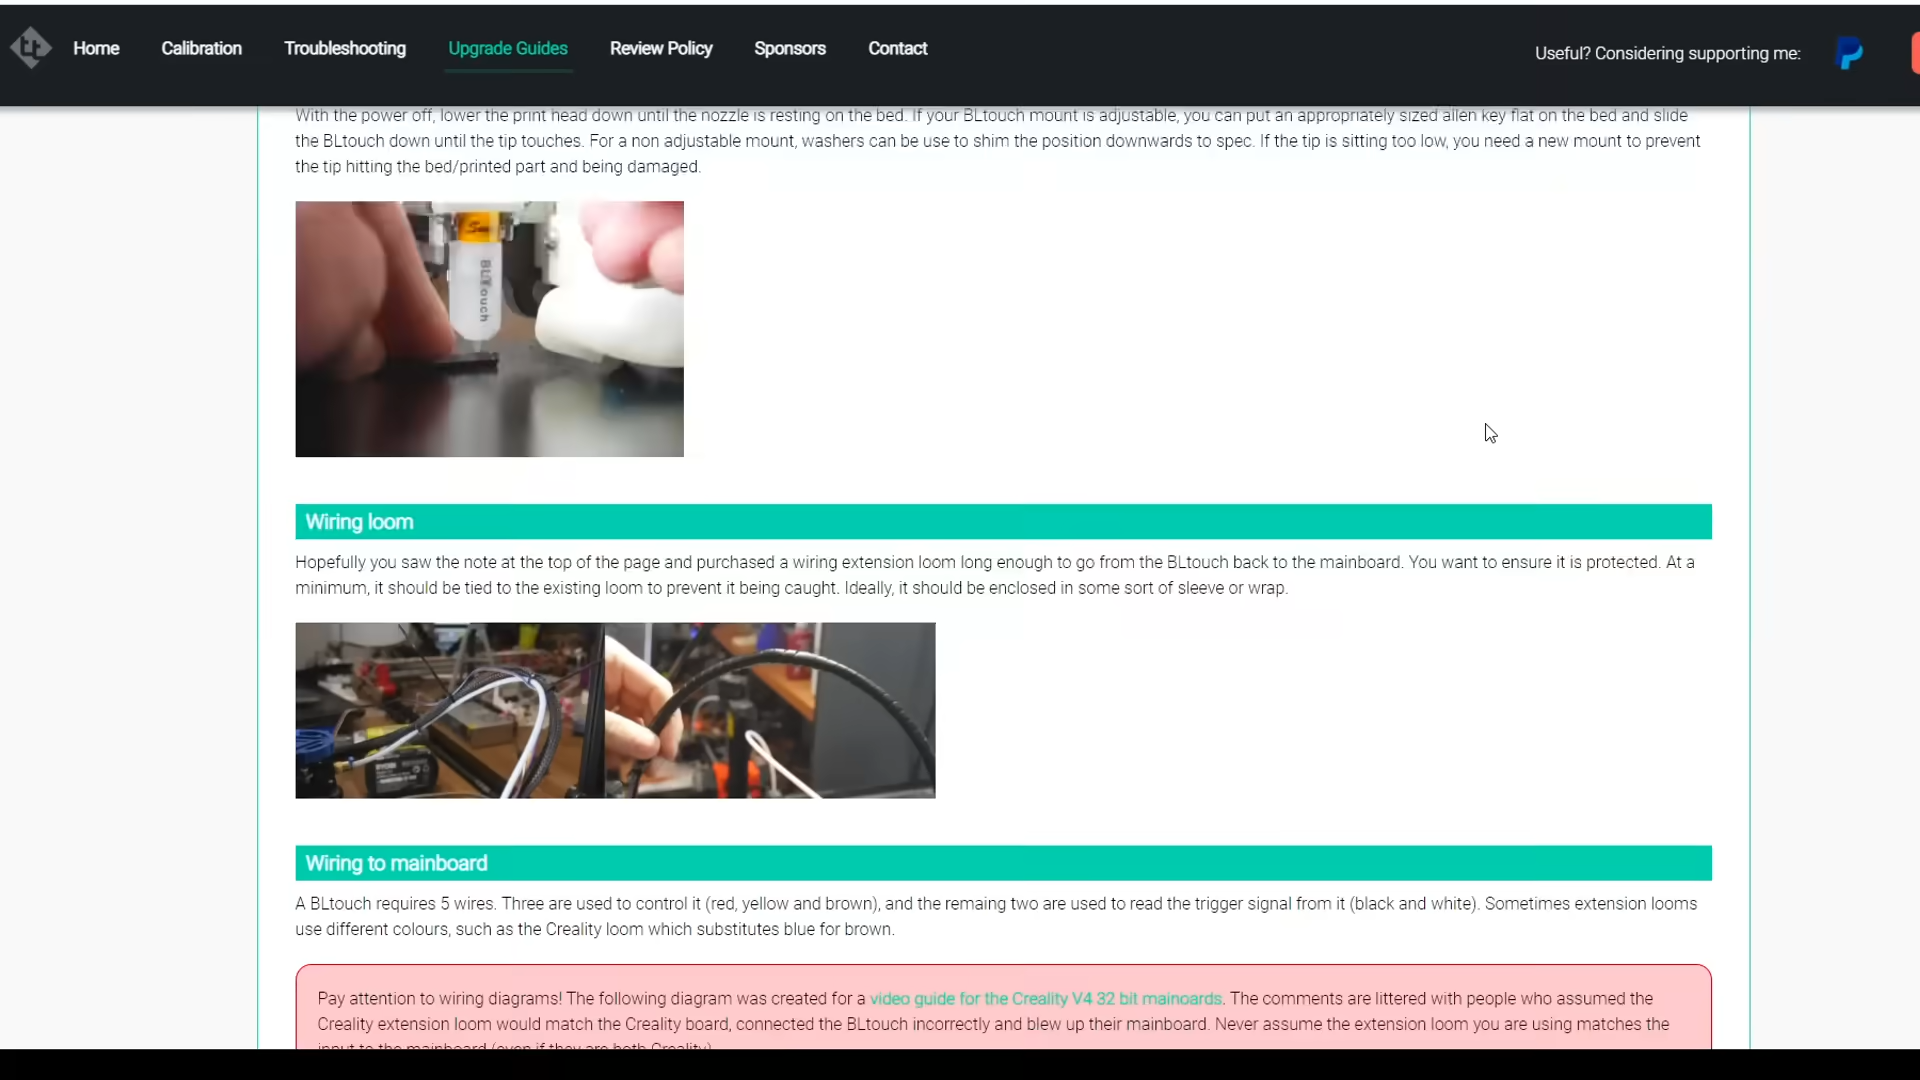 Home Calibration Troubleshooting Upgrade Guides Review Policy Sponsors Contact Useful? Considering supporting me:
With the power off, lower the print head down until the nozzle is resting on the bed. If your BLtouch mount is adjustable, you can put an appropriately sized allen key flat on the bed and slide
the BLtouch down until the tip touches. For a non adjustable mount, washers can be use to shim the position downwards to spec. If the tip is sitting too low, you need a new mount to prevent
the tip hitting the bed/printed part and being damaged.
BLTouch
Wiring loom
Hopefully you saw the note at the top of the page and purchased a wiring extension loom long enough to go from the BLtouch back to the mainboard. You want to ensure it is protected. At a
minimum, it should be tied to the existing loom to prevent it being caught. Ideally, it should be enclosed in some sort of sleeve or wrap.
RYOBI
Wiring to mainboard
A BLtouch requires 5 wires. Three are used to control it (red, yellow and brown), and the remaing two are used to read the trigger signal from it (black and white). Sometimes extension looms
use different colours, such as the Creality loom which substitutes blue for brown.
Pay attention to wiring diagrams! The following diagram was created for a video guide for the Creality V4 32 bit mainoards. The comments are littered with people who assumed the
Creality extension loom would match the Creality board, connected the BLtouch incorrectly and blew up their mainboard. Never assume the extension loom you are using matches the
input to the mainboard (even if they are both Creality).